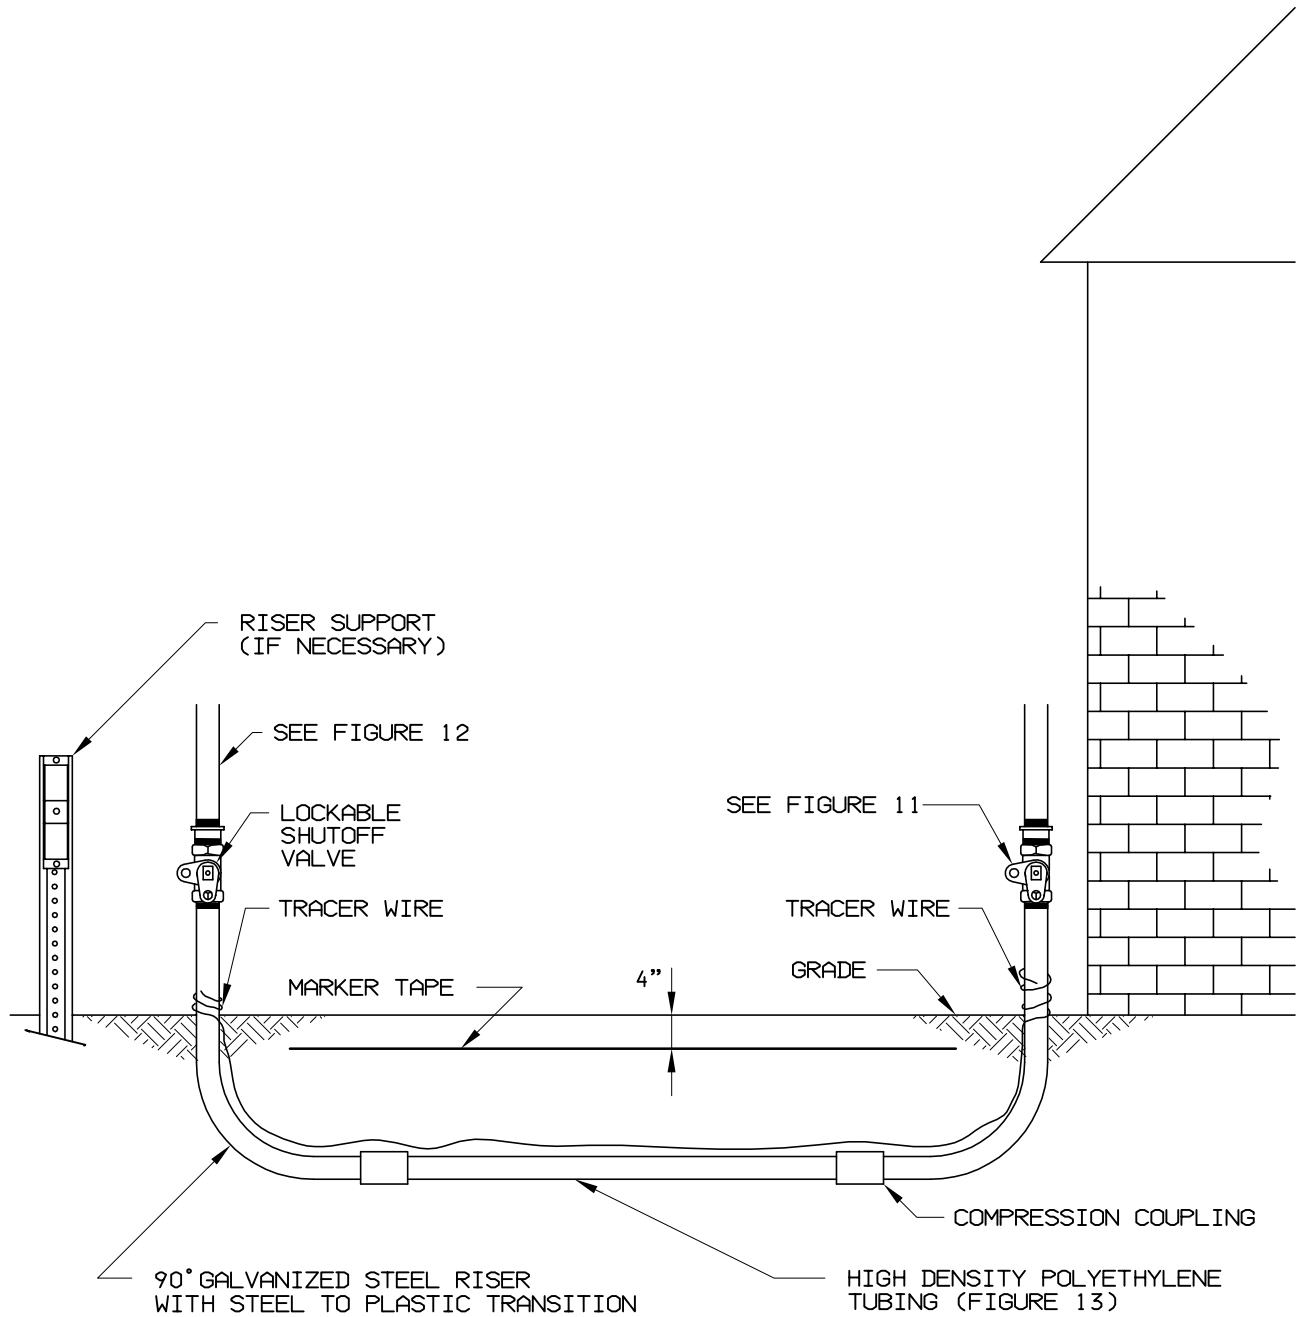 RISER SUPPORT
(IF NECESSARY)
SEE FIGURE 12
LOCKABLE
SHUTOFF
VALVE
SEE FIGURE 11
TRACER WIRE
TRACER WIRE
GRADE
4”
MARKER TAPE
COMPRESSION COUPLING
90° GALVANIZED STEEL RISER
WITH STEEL TO PLASTIC TRANSITION
HIGH DENSITY POLYETHYLENE
TUBING (FIGURE 13)